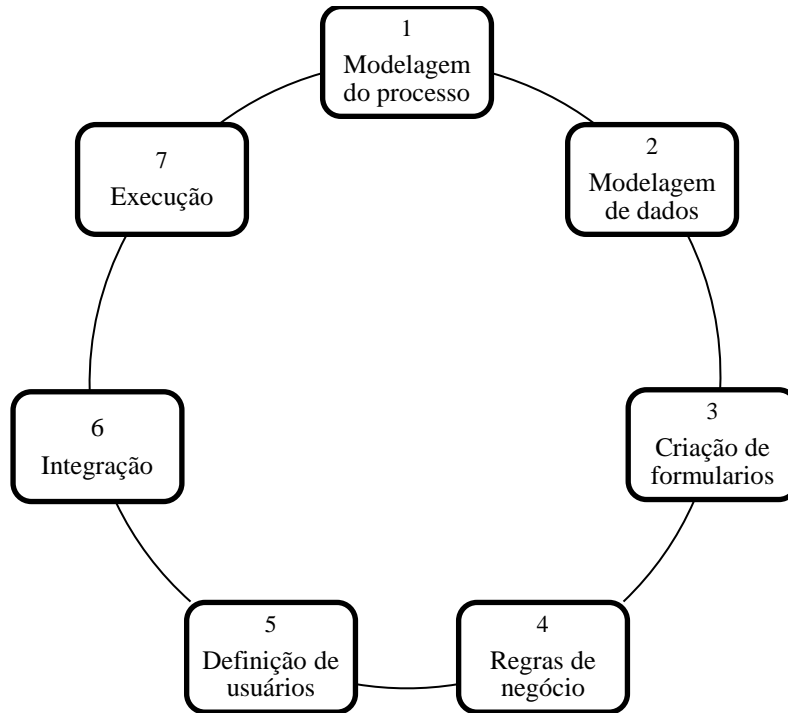 1
Modelagem
do processo
2
Modelagem
de dados
3
Criação de
formularios
4
Regras de
negócio
5
Definição de
usuários
6
Integração
7
Execução